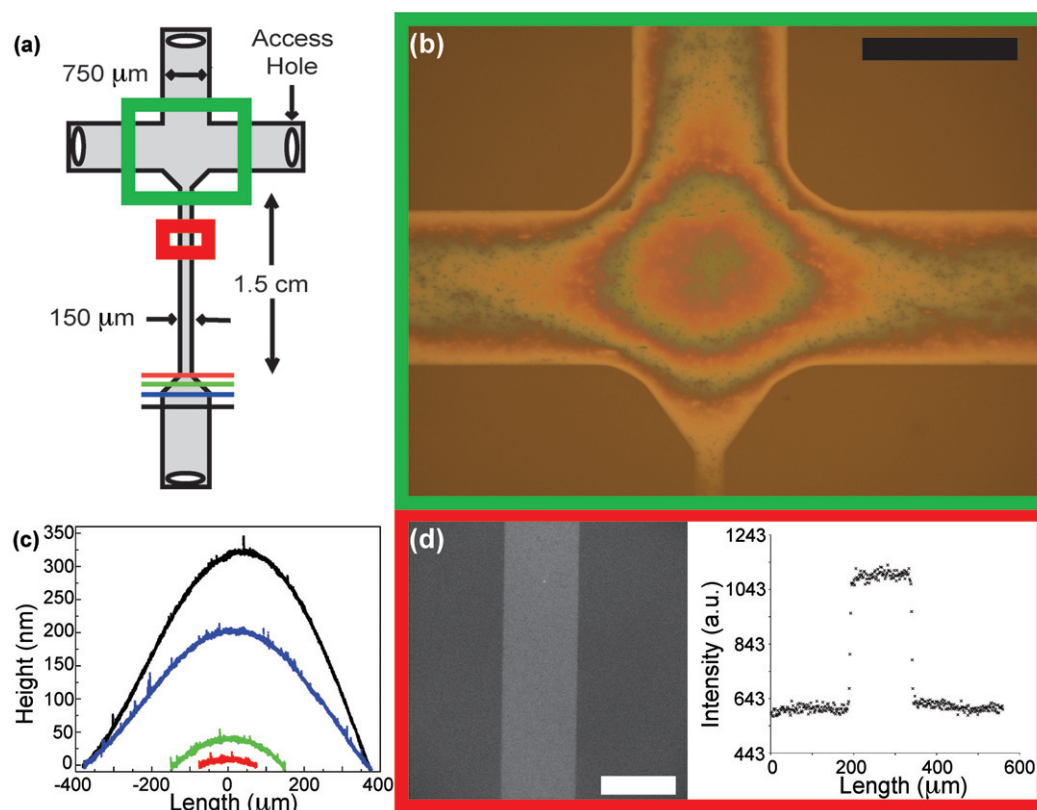 (a)
Access
Hole
750 μm
1.5 cm
150 μm
(b)
(c)
Height (nm)
350
300
250
200
150
100
50
0
-400 -200 0 200 400
Length (μm)
(d)
Intensity (a.u.)
1243
1043
843
643
443
0 200 400 600
Length (μm)